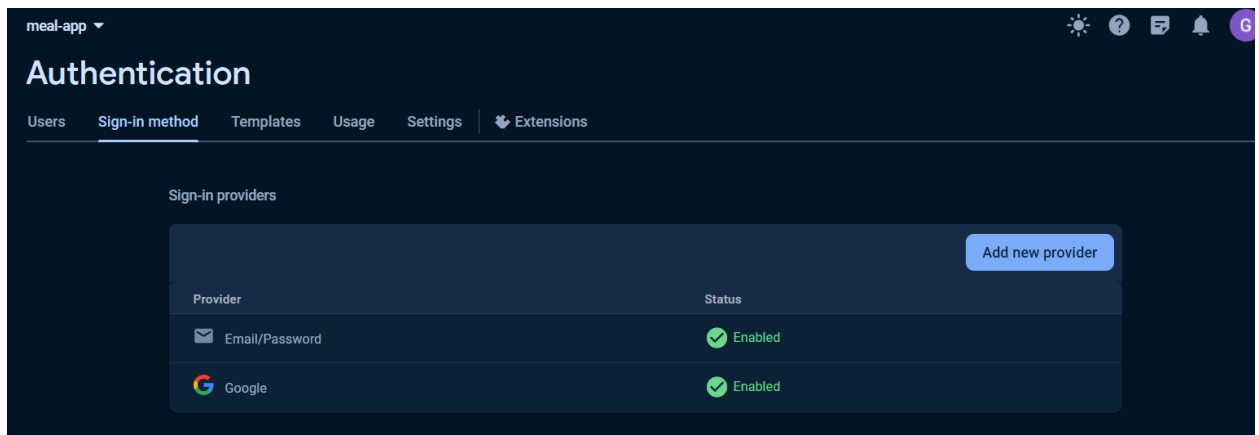 meal-app
G
Authentication
Users Sign-in method Templates Usage Settings Extensions
Sign-in providers
Add new provider
Provider Status
Email/Password Enabled
Google Enabled